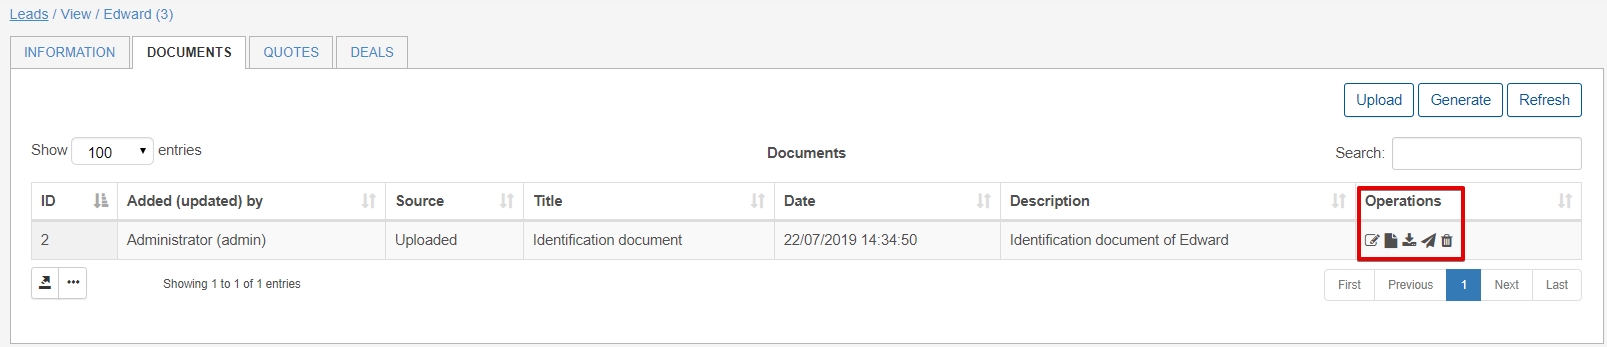 Leads / View / Edward (3)
INFORMATION DOCUMENTS QUOTES DEALS
Upload Generate Refresh
Show 100 entries Documents Search:
ID Added (updated) by Source Title Date Description Operations
2 Administrator (admin) Uploaded Identification document 22/07/2019 14:34:50 Identification document of Edward
Showing 1 to 1 of 1 entries First Previous 1 Next Last